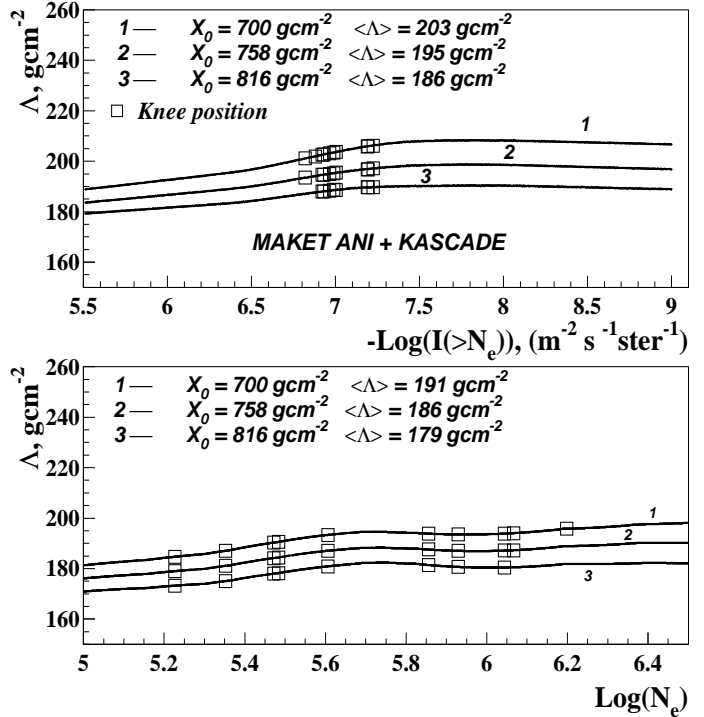 260
240
220
200
180
160
Λ, gcm⁻²
1 — X₀ = 700 gcm⁻² <Λ> = 203 gcm⁻²
2 — X₀ = 758 gcm⁻² <Λ> = 195 gcm⁻²
3 — X₀ = 816 gcm⁻² <Λ> = 186 gcm⁻²
□ Knee position
1
2
3
MAKET ANI + KASCADE
5.5 6 6.5 7 7.5 8 8.5 9
-Log(I(>Nₑ)), (m⁻² s ⁻¹ster⁻¹)
260
240
220
200
180
160
Λ, gcm⁻²
1 — X₀ = 700 gcm⁻² <Λ> = 191 gcm⁻²
2 — X₀ = 758 gcm⁻² <Λ> = 186 gcm⁻²
3 — X₀ = 816 gcm⁻² <Λ> = 179 gcm⁻²
1
2
3
5 5.2 5.4 5.6 5.8 6 6.2 6.4
Log(Nₑ)